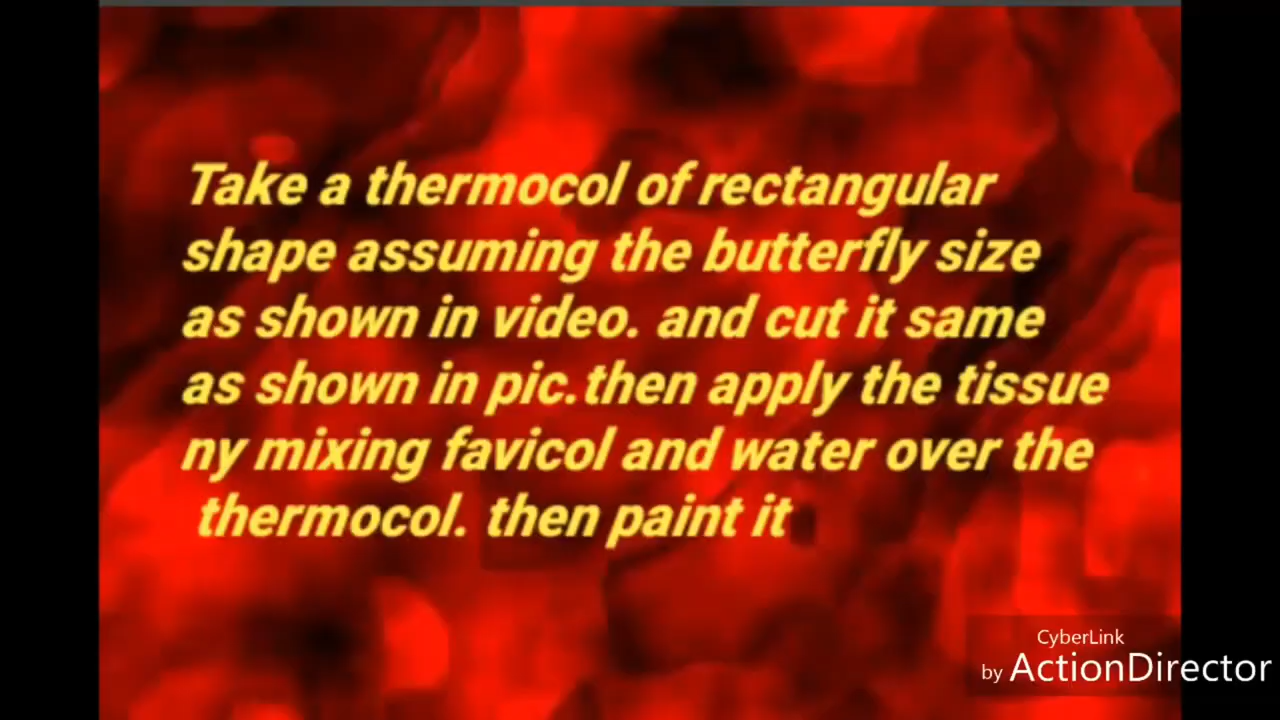 Take a thermocol of rectangular
shape assuming the butterfly size
as shown in video. and cut it same
as shown in pic.then apply the tissue
ny mixing favicol and water over the
thermocol. then paint it
CyberLink
by ActionDirector